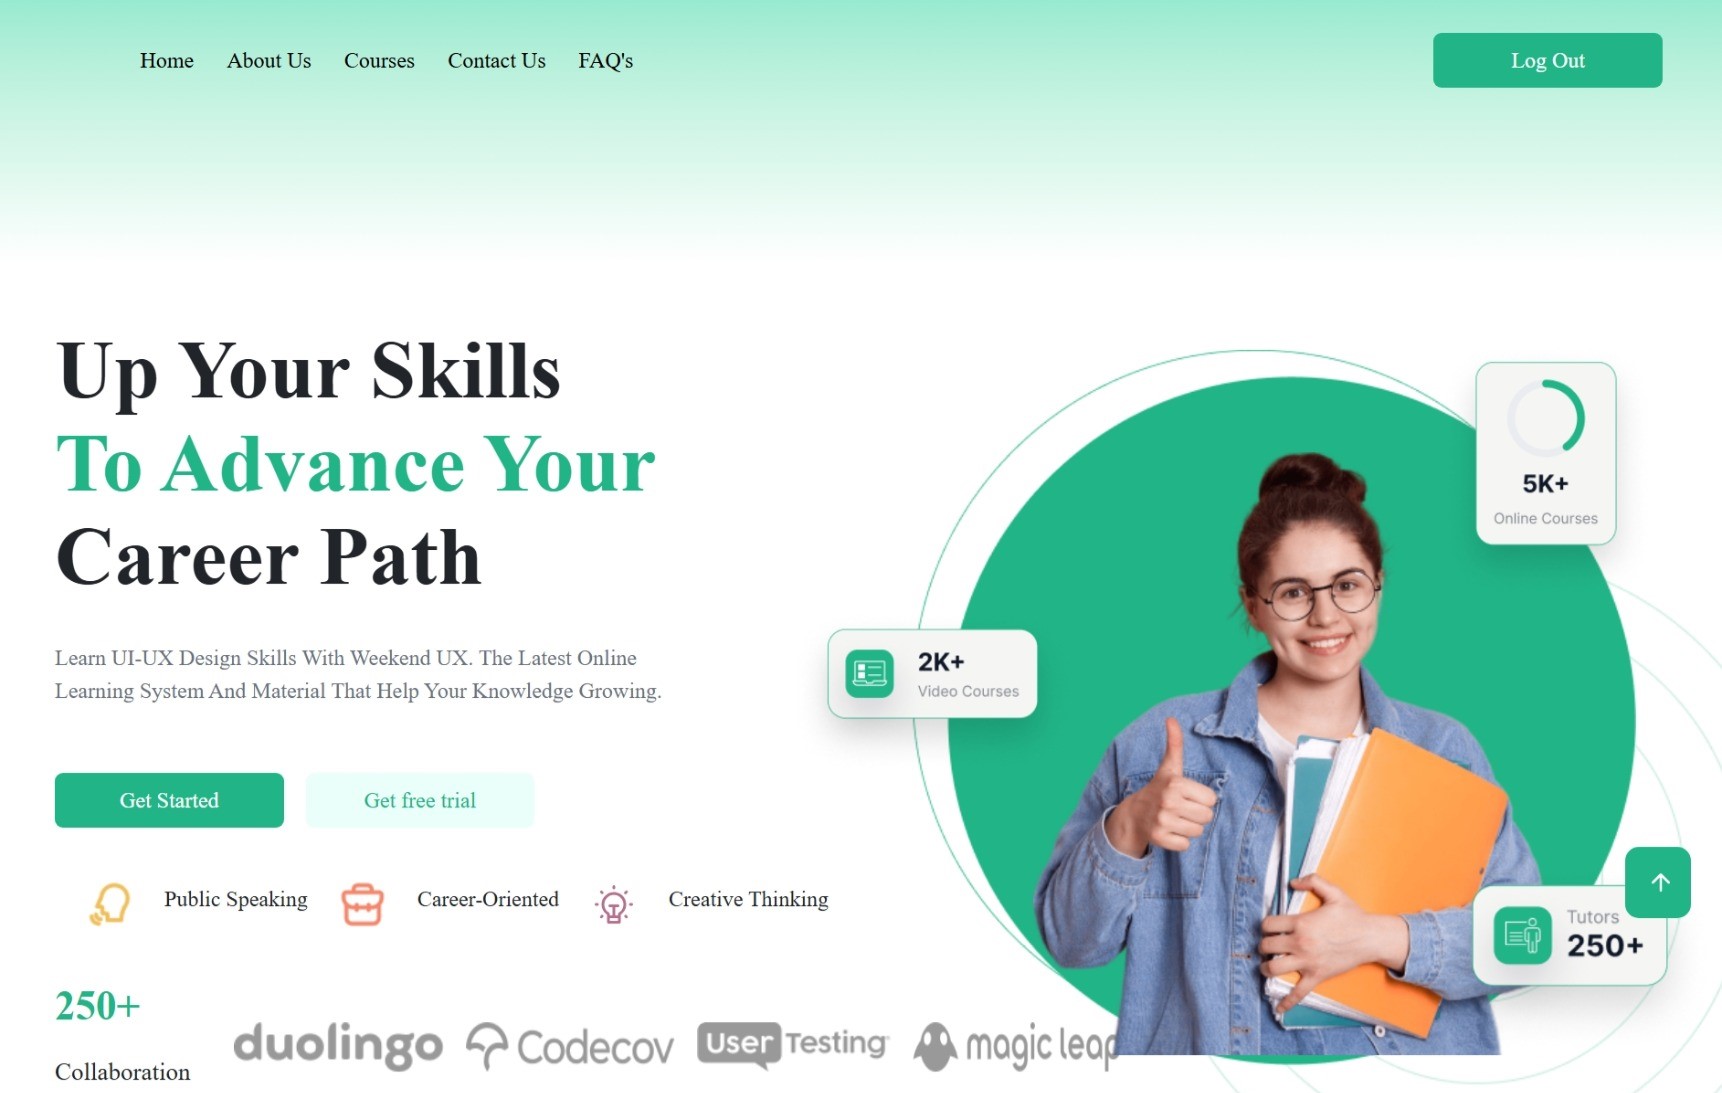 Home About Us Courses Contact Us FAQ's Log Out
Up Your Skills
To Advance Your
Career Path
Learn UI-UX Design Skills With Weekend UX. The Latest Online
Learning System And Material That Help Your Knowledge Growing.
Get Started Get free trial
Public Speaking Career-Oriented Creative Thinking
250+
Collaboration
duolingo Codecov UserTesting magic leap
5K+
Online Courses
2K+
Video Courses
Tutors
250+